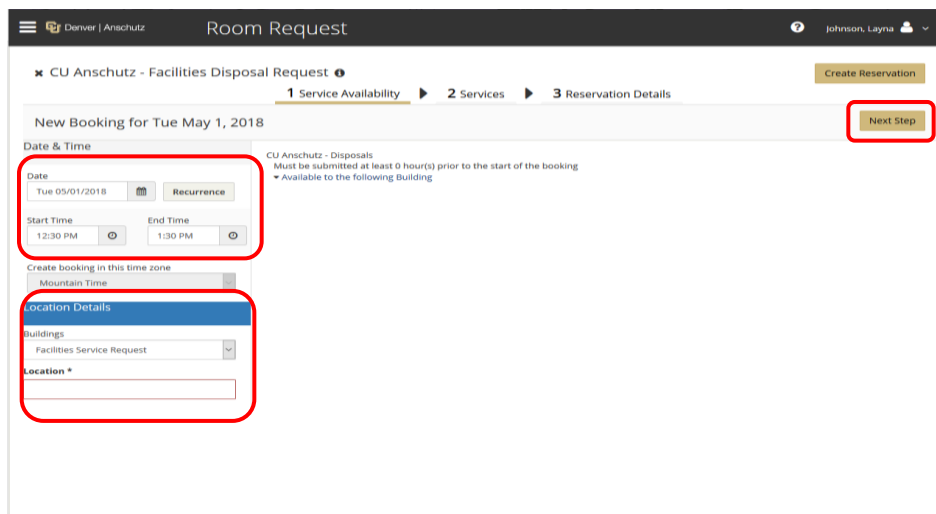 Denver | Anschutz Room Request ? Johnson, Layna
× CU Anschutz - Facilities Disposal Request i Create Reservation
1 Service Availability 2 Services 3 Reservation Details
New Booking for Tue May 1, 2018 Next Step
Date & Time
CU Anschutz - Disposals
Must be submitted at least 0 hour(s) prior to the start of the booking
Available to the following Building
Date
Tue 05/01/2018 Recurrence
Start Time End Time
12:30 PM 1:30 PM
Create booking in this time zone
Mountain Time
Location Details
Buildings
Facilities Service Request
Location *